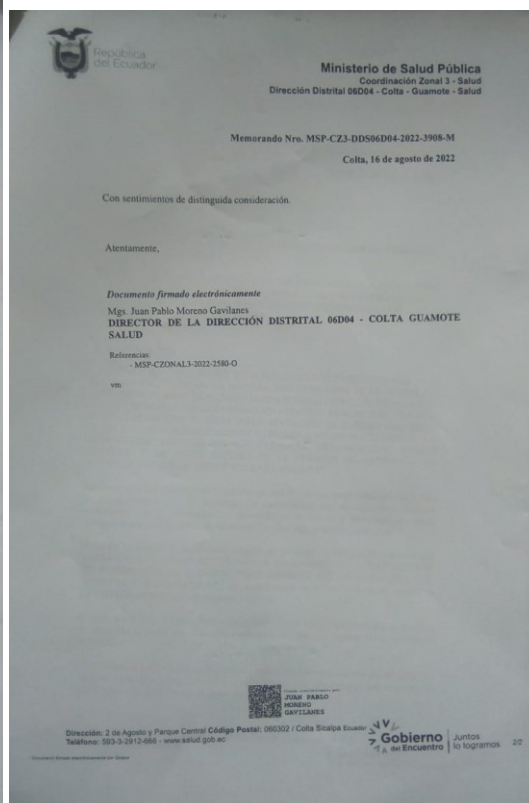 República
del Ecuador
Ministerio de Salud Pública
Coordinación Zonal 3 - Salud
Dirección Distrital 06D04 - Colta - Guamote - Salud
Memorando Nro. MSP-CZ3-DDS06D04-2022-3908-M
Colta, 16 de agosto de 2022
Con sentimientos de distinguida consideración.
Atentamente,
Documento firmado electrónicamente
Mgs. Juan Pablo Moreno Gavilanes
DIRECTOR DE LA DIRECCIÓN DISTRITAL 06D04 - COLTA GUAMOTE
SALUD
Referencias:
- MSP-CZONAL3-2022-2580-O
vm
JUAN PABLO
MORENO
GAVILANES
Dirección: 2 de Agosto y Parque Central Código Postal: 060302 / Colta Sicalpa Ecuador
Teléfono: 593-3-2912-666 - www.salud.gob.ec
Gobierno
del Encuentro
Juntos
lo logramos
2/2